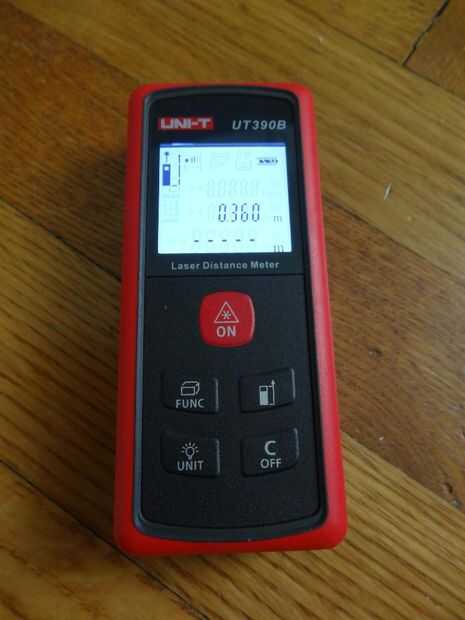 UNI-T UT390B
0.360 m
- - - - - m
Laser Distance Meter
ON
FUNC
UNIT
C
OFF